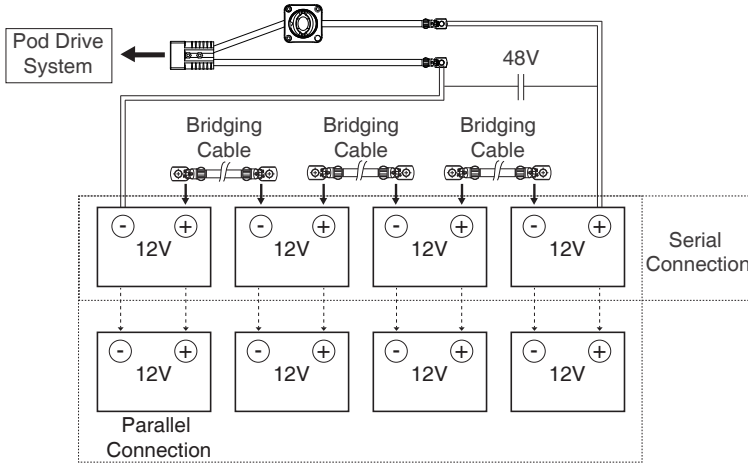 Pod Drive
System
48V
Bridging
Cable
Bridging
Cable
Bridging
Cable
- +
12V
- +
12V
- +
12V
- +
12V
Serial
Connection
- +
12V
- +
12V
- +
12V
- +
12V
Parallel
Connection